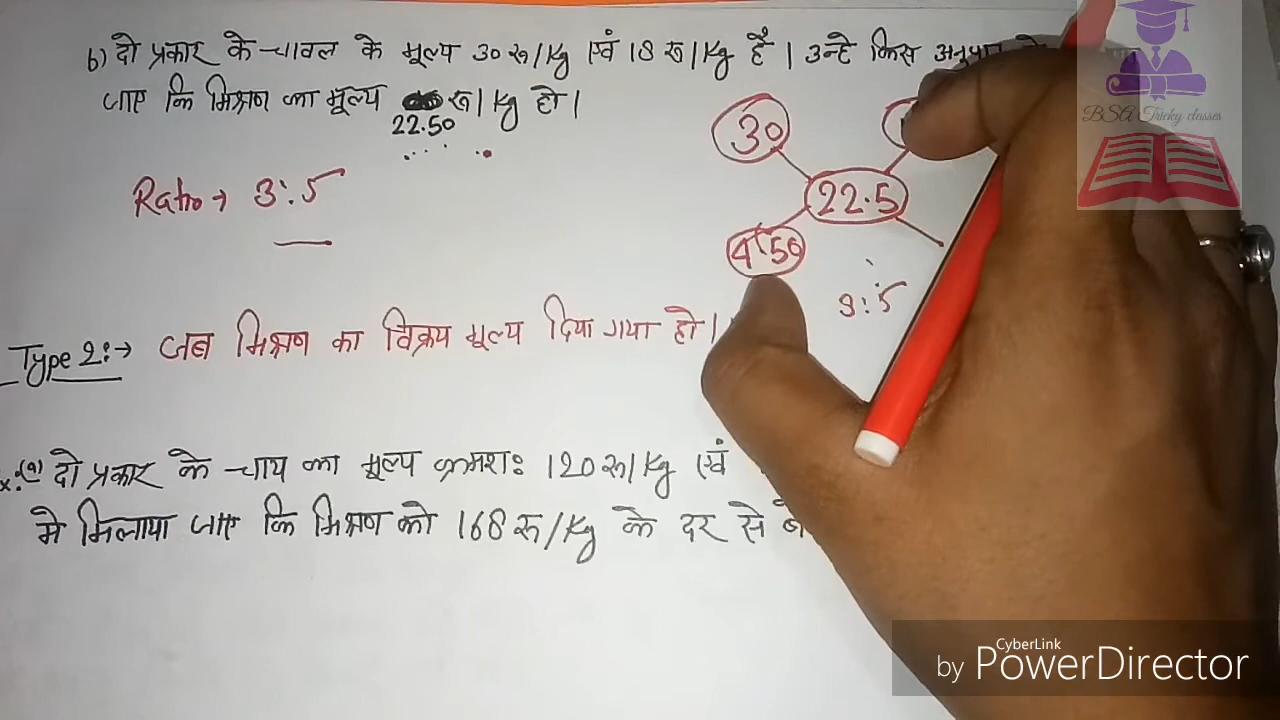 b) दो प्रकार के चावल के मूल्य 30 रू/Kg एवं 18 रू/Kg है। उन्हे किस अनुपात
जाए कि मिश्रण का मूल्य रू/Kg हो।
22.50
30
22.5
Ratio → 3:5
4.50
3:5
Type 2:→ जब मिश्रण का विक्रय मूल्य दिया गया हो।
(a) दो प्रकार के चाय का मूल्य क्रमशः 120 रू/Kg एवं
मे मिलाया जाए कि मिश्रण को 168 रू/Kg के दर से
BSA Tricky classes
CyberLink
by PowerDirector